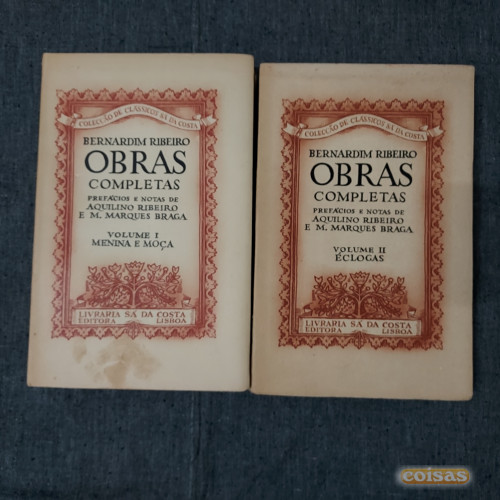 COLECÇÃO DE CLÁSSICOS SÁ DA COSTA
BERNARDIM RIBEIRO
OBRAS
COMPLETAS
PREFÁCIOS E NOTAS DE
AQUILINO RIBEIRO
E M. MARQUES BRAGA
VOLUME I
MENINA E MOÇA
LIVRARIA SÁ DA COSTA
EDITORA LISBOA
COLECÇÃO DE CLÁSSICOS SÁ DA COSTA
BERNARDIM RIBEIRO
OBRAS
COMPLETAS
PREFÁCIOS E NOTAS DE
AQUILINO RIBEIRO
E M. MARQUES BRAGA
VOLUME II
ÉCLOGAS
LIVRARIA SÁ DA COSTA
EDITORA LISBOA
coisas